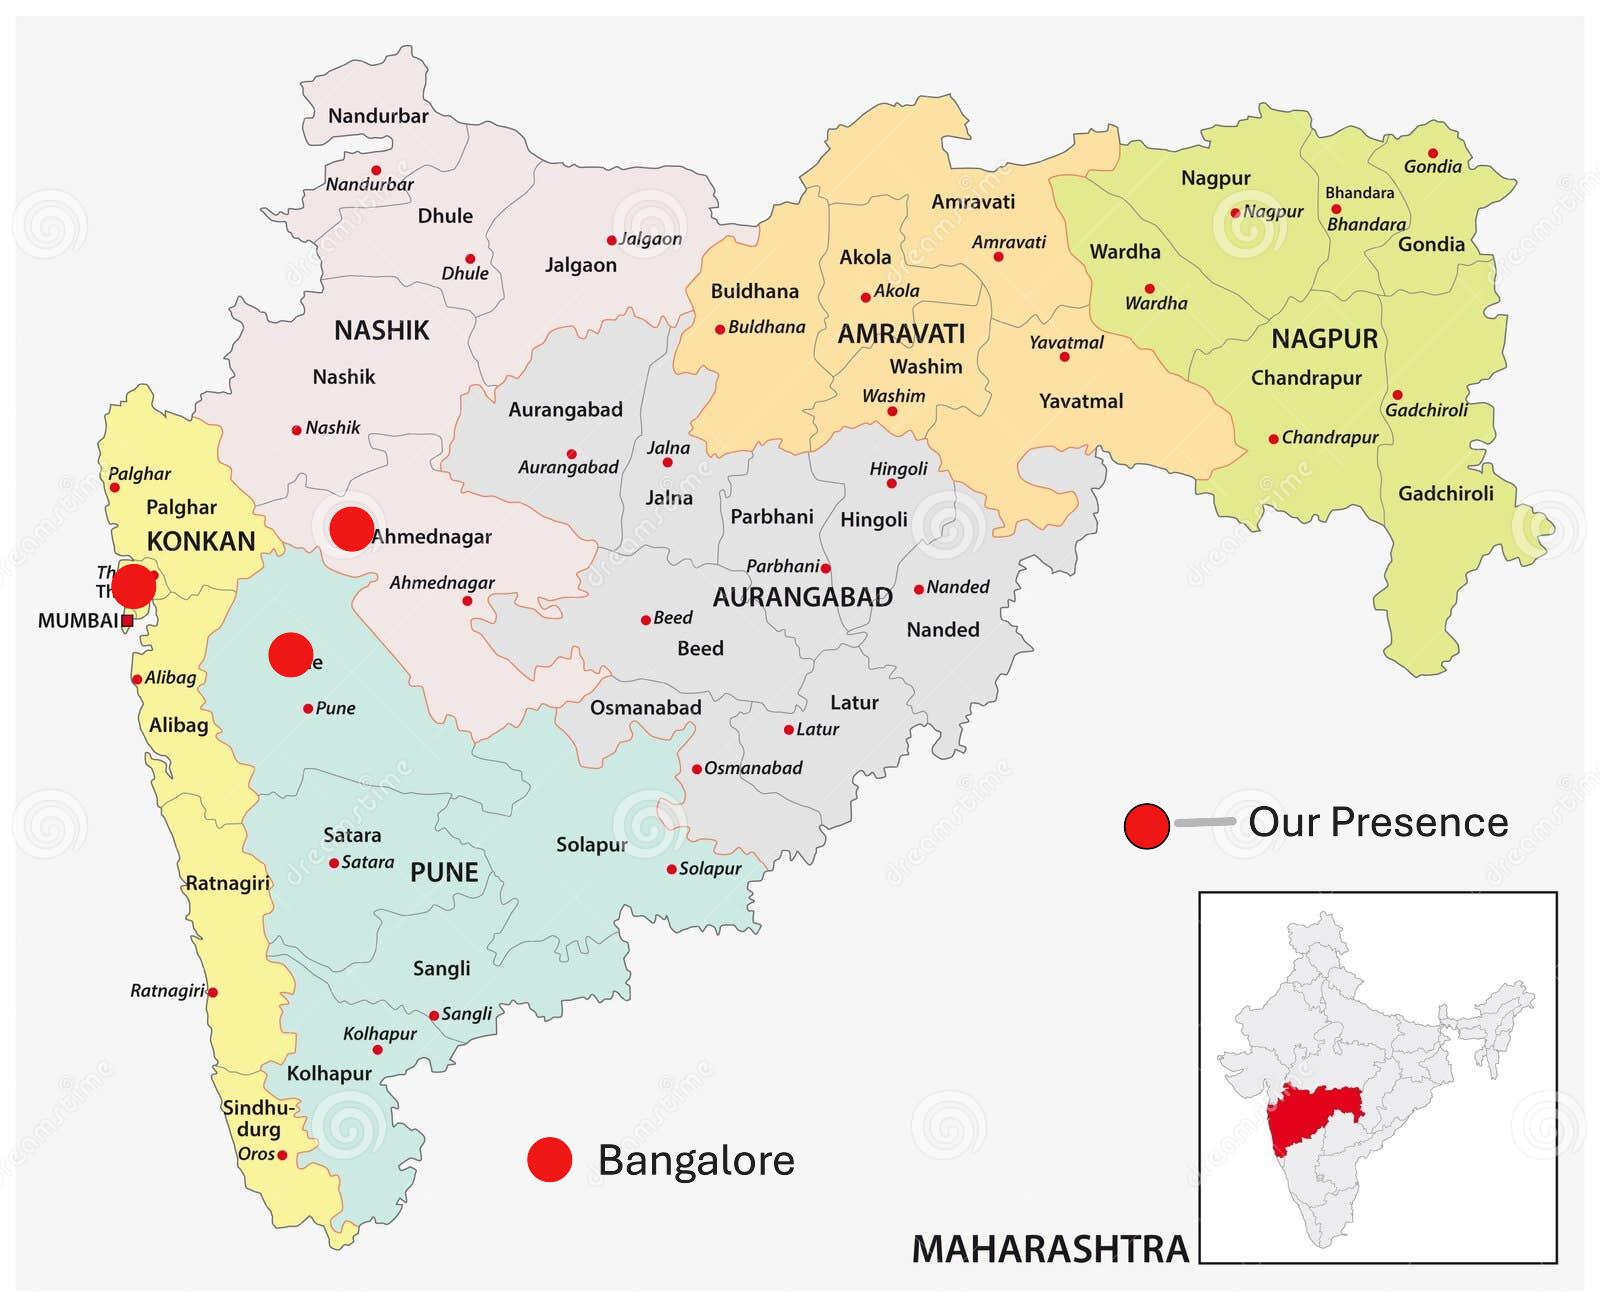 Nandurbar
Nandurbar
Dhule
Dhule
Jalgaon
Jalgaon
NASHIK
Nashik
Nashik
Ahmednagar
Ahmednagar
Amravati
Amravati
Akola
Akola
Buldhana
Buldhana
AMRAVATI
Washim
Washim
Yavatmal
Yavatmal
Nagpur
Nagpur
Bhandara
Bhandara
Gondia
Gondia
Wardha
Wardha
NAGPUR
Chandrapur
Chandrapur
Gadchiroli
Gadchiroli
Aurangabad
Aurangabad
Jalna
Jalna
Parbhani
Parbhani
Hingoli
Hingoli
AURANGABAD
Nanded
Nanded
Beed
Beed
Osmanabad
Osmanabad
Latur
Latur
Palghar
Palghar
KONKAN
Th
Th
MUMBAI
Alibag
Alibag
Ratnagiri
Ratnagiri
Sindhu-
durg
Oros
e
Pune
Satara
Satara
PUNE
Solapur
Solapur
Sangli
Sangli
Kolhapur
Kolhapur
Our Presence
Bangalore
MAHARASHTRA
dreamstime